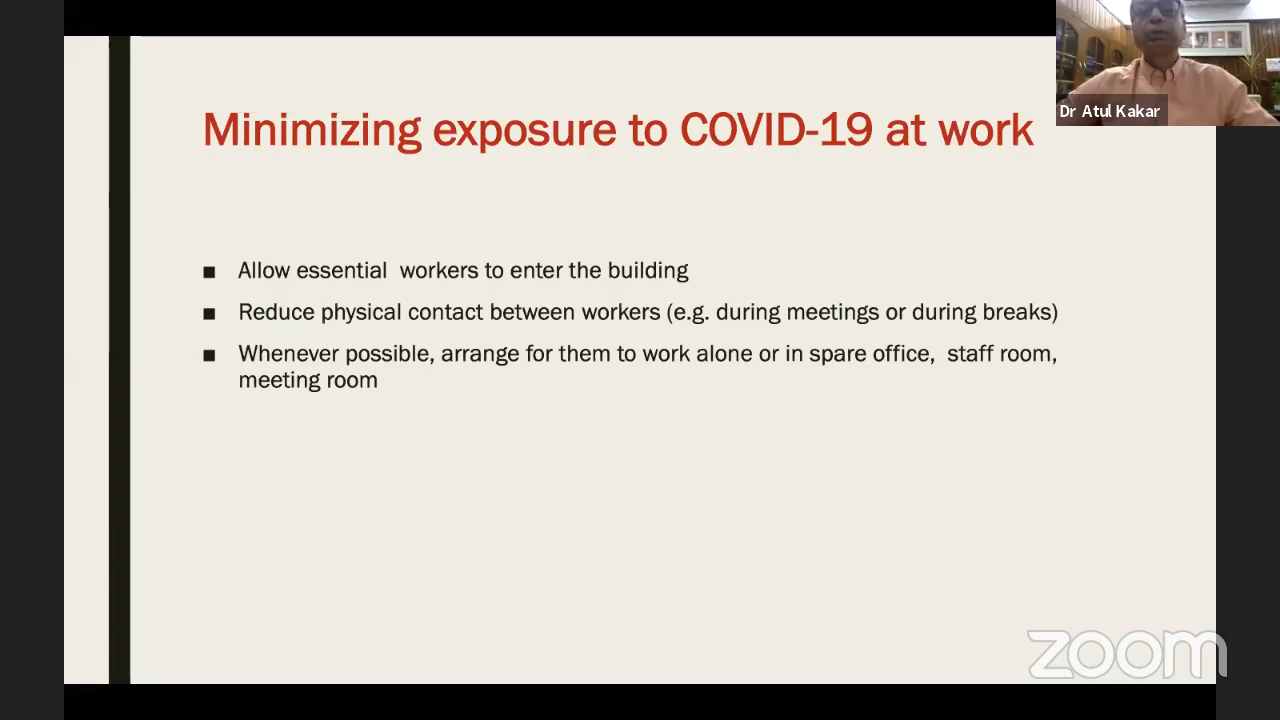 Dr Atul Kakar
Minimizing exposure to COVID-19 at work
Allow essential workers to enter the building
Reduce physical contact between workers (e.g. during meetings or during breaks)
Whenever possible, arrange for them to work alone or in spare office, staff room,
meeting room
zoom